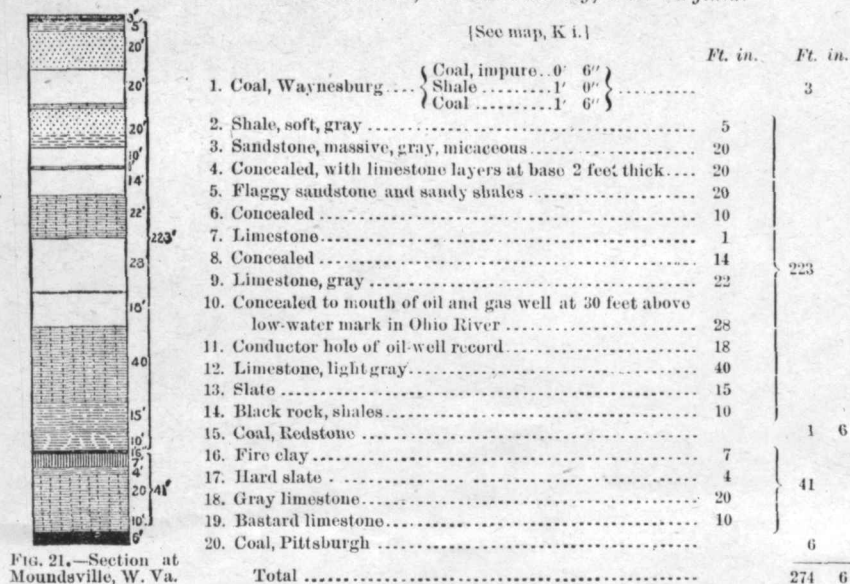 [See map, K i.]
Ft. in. Ft. in.
1. Coal, Waynesburg .... { Coal, impure .. 0′ 6″ } .......... 3
Shale ......... 1′ 0″
Coal .......... 1′ 6″
2. Shale, soft, gray .......... 5
3. Sandstone, massive, gray, micaceous .......... 20
4. Concealed, with limestone layers at base 2 feet thick .... 20
5. Flaggy sandstone and sandy shales .......... 20
6. Concealed .......... 10
7. Limestone .......... 1
8. Concealed .......... 14
9. Limestone, gray .......... 22
223
10. Concealed to mouth of oil and gas well at 30 feet above
low-water mark in Ohio River .......... 28
11. Conductor hole of oil-well record .......... 18
12. Limestone, light gray .......... 40
13. Slate .......... 15
14. Black rock, shales .......... 10
15. Coal, Redstone .......... 1 6
16. Fire clay .......... 7
17. Hard slate .......... 4
41
18. Gray limestone .......... 20
19. Bastard limestone .......... 10
20. Coal, Pittsburgh .......... 6
Total .......... 274 6
3′
5′
20′
20′
20′
10′
14′
22′
223′
28
18′
40
15′
10′
7′
4′
20
41′
10′
6′
FIG. 21.—Section at
Moundsville, W. Va.